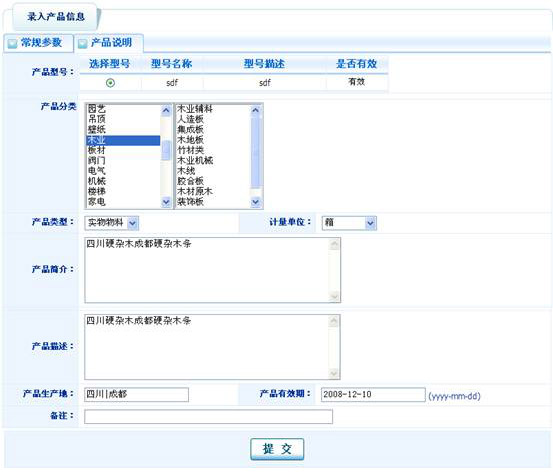 录入产品信息
常规参数 产品说明
产品型号： 选择型号 型号名称 型号描述 是否有效
sdf sdf 有效
产品分类
园艺 木业辅料
吊顶 人造板
壁纸 集成板
木业 木地板
板材 竹材类
阀门 木业机械
电气 木线
机械 胶合板
楼梯 木材原木
家电 装饰板
产品类型： 实物物料 计量单位： 箱
产品简介： 四川硬杂木成都硬杂木条
产品描述： 四川硬杂木成都硬杂木条
产品生产地： 四川|成都 产品有效期： 2008-12-10 (yyyy-mm-dd)
备注：
提 交